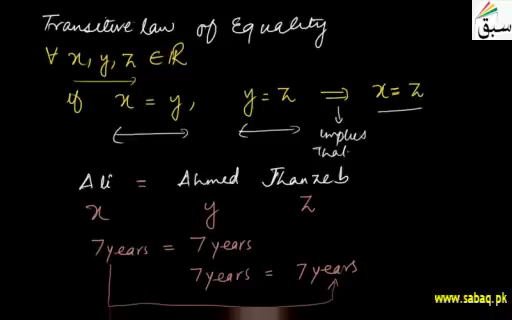 سبق
Transitive law of Equality
∀ x, y, z ∈ ℝ
if x = y, y = z ⇒ x = z
implies
that
Ali = Ahmed Jhanzeb
x y z
7 years = 7 years
7 years = 7 years
www.sabaq.pk